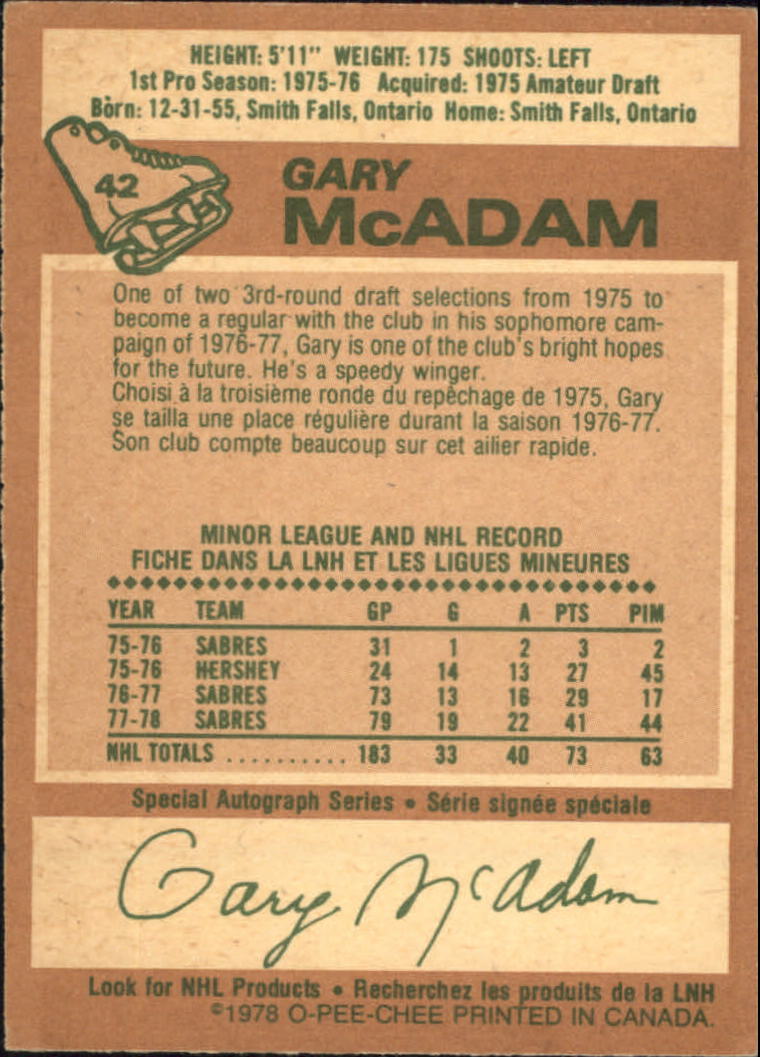 HEIGHT: 5'11" WEIGHT: 175 SHOOTS: LEFT
1st Pro Season: 1975-76 Acquired: 1975 Amateur Draft
Born: 12-31-55, Smith Falls, Ontario Home: Smith Falls, Ontario
42
GARY
McADAM
One of two 3rd-round draft selections from 1975 to
become a regular with the club in his sophomore cam-
paign of 1976-77, Gary is one of the club's bright hopes
for the future. He's a speedy winger.
Choisi à la troisième ronde du repêchage de 1975, Gary
se tailla une place régulière durant la saison 1976-77.
Son club compte beaucoup sur cet ailier rapide.
MINOR LEAGUE AND NHL RECORD
FICHE DANS LA LNH ET LES LIGUES MINEURES
YEAR TEAM GP G A PTS PIM
75-76 SABRES 31 1 2 3 2
75-76 HERSHEY 24 14 13 27 45
76-77 SABRES 73 13 16 29 17
77-78 SABRES 79 19 22 41 44
NHL TOTALS .......... 183 33 40 73 63
Special Autograph Series • Série signée spéciale
Gary McAdam
Look for NHL Products • Recherchez les produits de la LNH
©1978 O-PEE-CHEE PRINTED IN CANADA.